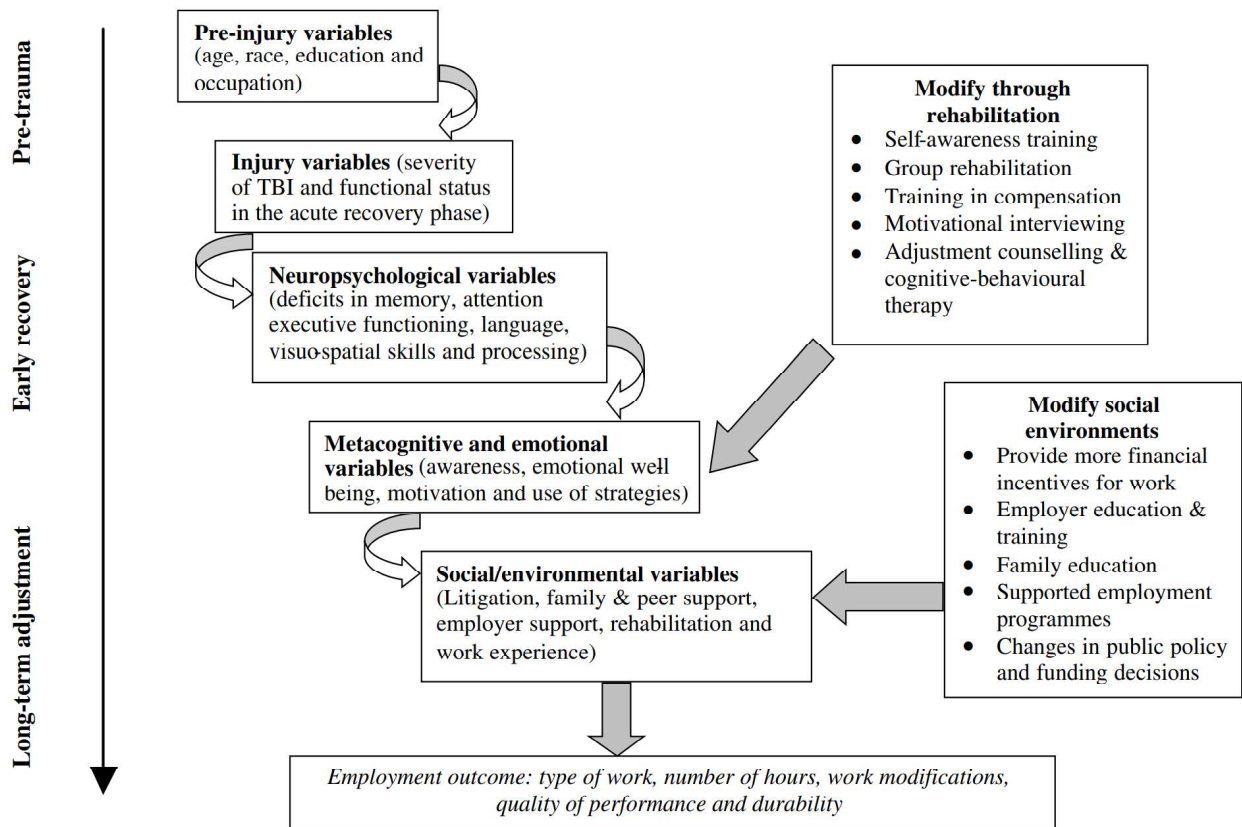 Pre-trauma
Early recovery
Long-term adjustment
Pre-injury variables
(age, race, education and
occupation)
Injury variables (severity
of TBI and functional status
in the acute recovery phase)
Neuropsychological variables
(deficits in memory, attention
executive functioning, language,
visuo-spatial skills and processing)
Metacognitive and emotional
variables (awareness, emotional well-
being, motivation and use of strategies)
Social/environmental variables
(Litigation, family & peer support,
employer support, rehabilitation and
work experience)
Modify through
rehabilitation
● Self-awareness training
● Group rehabilitation
● Training in compensation
● Motivational interviewing
● Adjustment counselling &
cognitive-behavioural
therapy
Modify social
environments
● Provide more financial
incentives for work
● Employer education &
training
● Family education
● Supported employment
programmes
● Changes in public policy
and funding decisions
Employment outcome: type of work, number of hours, work modifications,
quality of performance and durability